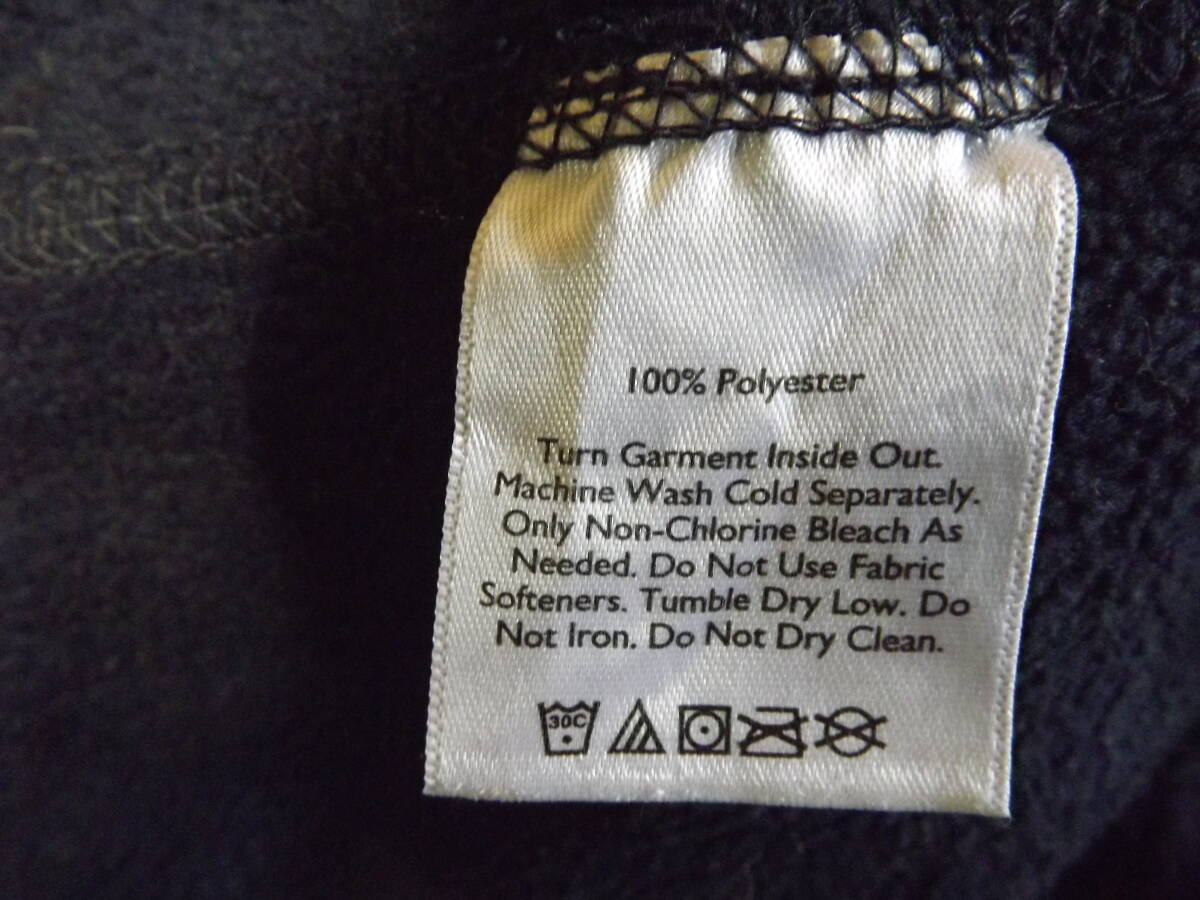 100% Polyester
Turn Garment Inside Out.
Machine Wash Cold Separately.
Only Non-Chlorine Bleach As
Needed. Do Not Use Fabric
Softeners. Tumble Dry Low. Do
Not Iron. Do Not Dry Clean.
30C